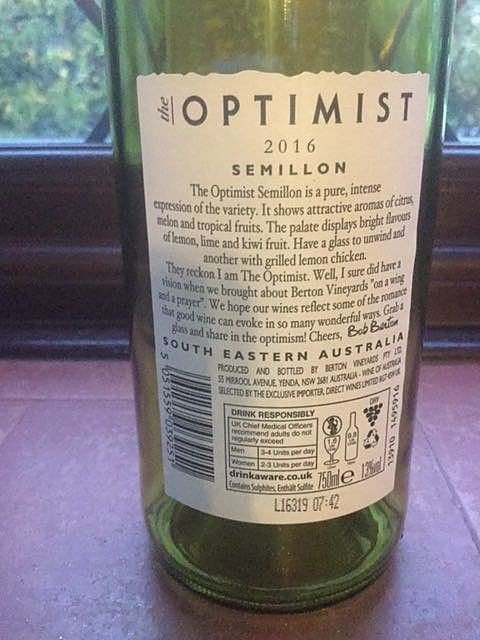 the OPTIMIST
2016
SEMILLON
The Optimist Semillon is a pure, intense
expression of the variety. It shows attractive aromas of citrus,
melon and tropical fruits. The palate displays bright flavours
of lemon, lime and kiwi fruit. Have a glass to unwind and
another with grilled lemon chicken.
They reckon I am The Optimist. Well, I sure did have a
vision when we brought about Berton Vineyards "on a wing
and a prayer". We hope our wines reflect some of the romance
that good wine can evoke in so many wonderful ways. Grab a
glass and share in the optimism! Cheers, Bob Berton
SOUTH EASTERN AUSTRALIA
PRODUCED AND BOTTLED BY BERTON VINEYARDS PTY LTD,
55 MIRROOL AVENUE, YENDA, NSW 2681 AUSTRALIA - WINE OF AUSTRALIA
SELECTED BY THE EXCLUSIVE IMPORTER, DIRECT WINES LIMITED RG7 4PL UK
DRINK RESPONSIBLY
UK Chief Medical Officers
recommend adults do not
regularly exceed
Men 3-4 Units per day
Women 2-3 Units per day
drinkaware.co.uk
Contains Sulphites, Enthält Sulfite
DRY
750ml e 13%vol
L16319 07:42